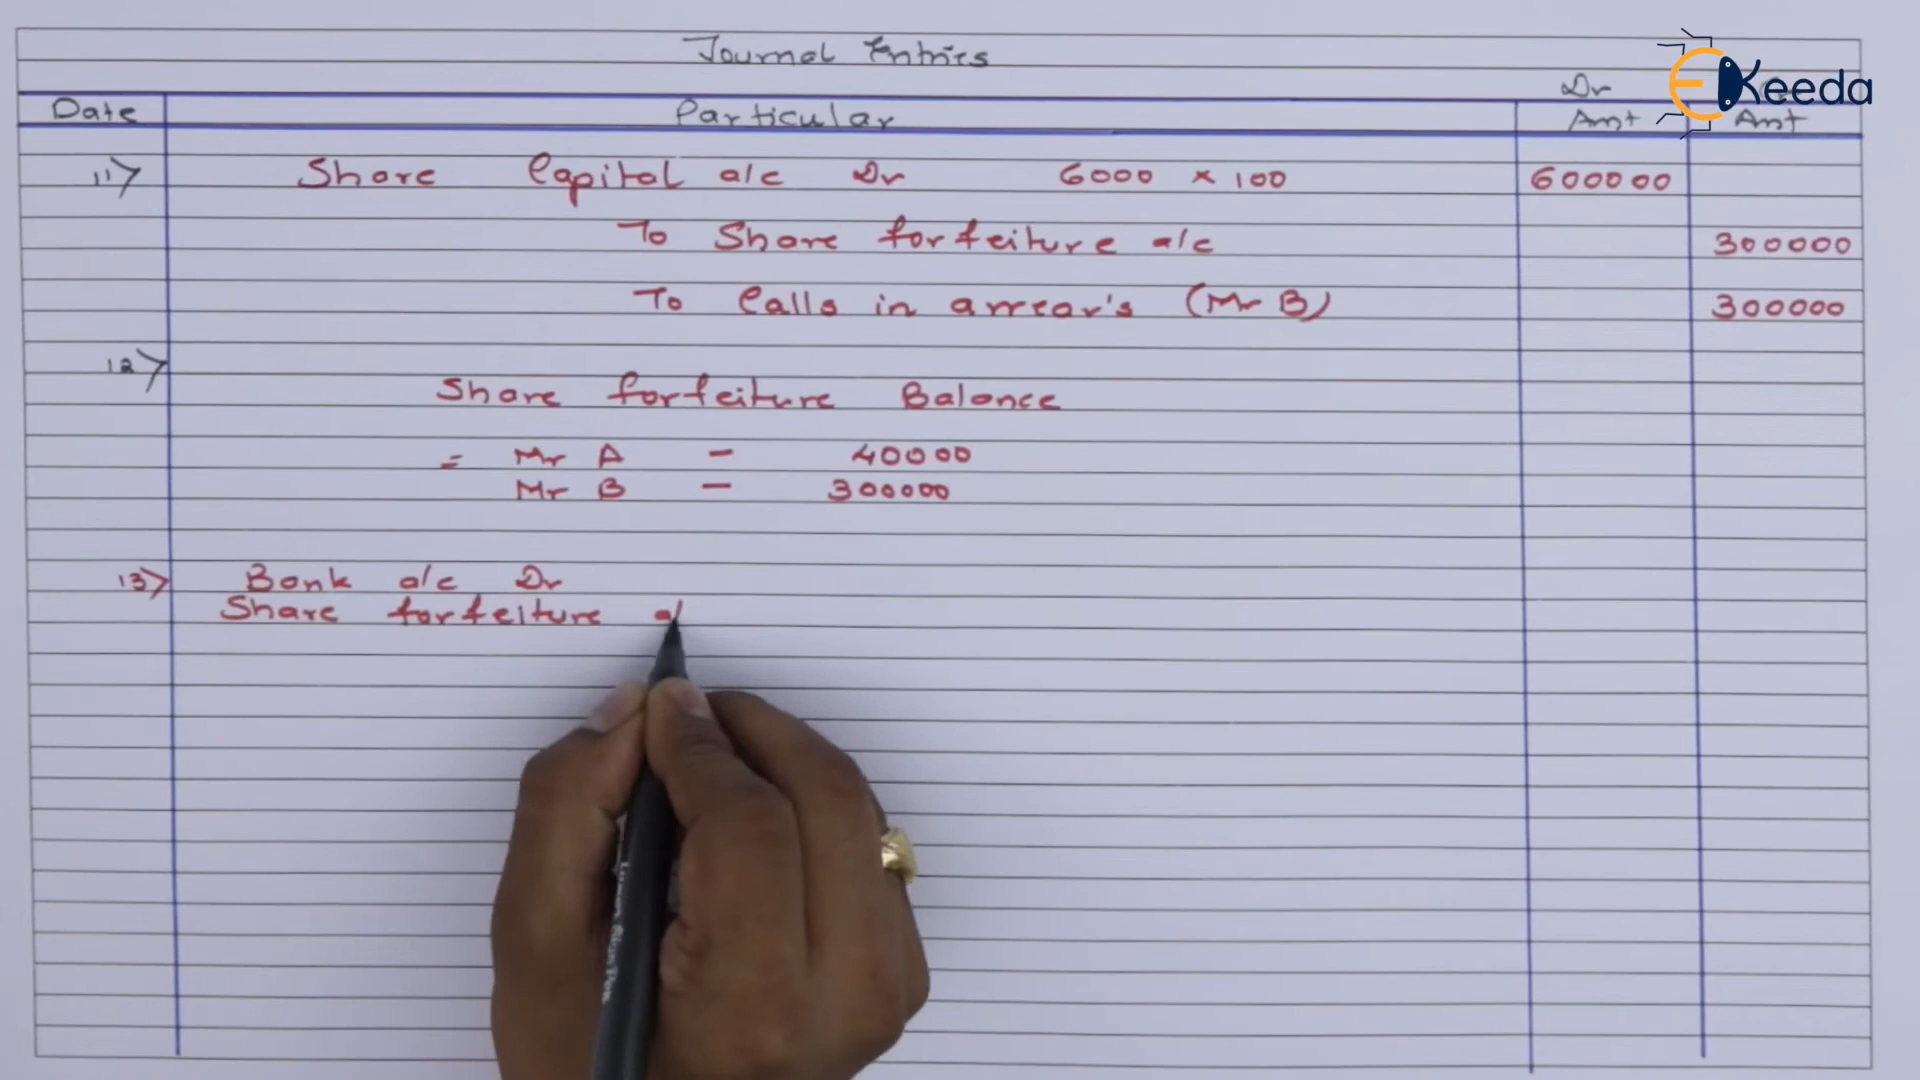 Journal Entries
EKeeda
Dr
Date Particular Amt Amt
11) Share Capital a/c Dr 6000 × 100 600000
To Share forfeiture a/c 300000
To Calls in arrear's (Mr B) 300000
12)
Share forfeiture Balance
= Mr A - 40000
Mr B - 300000
13) Bank a/c Dr
Share forfeiture a/